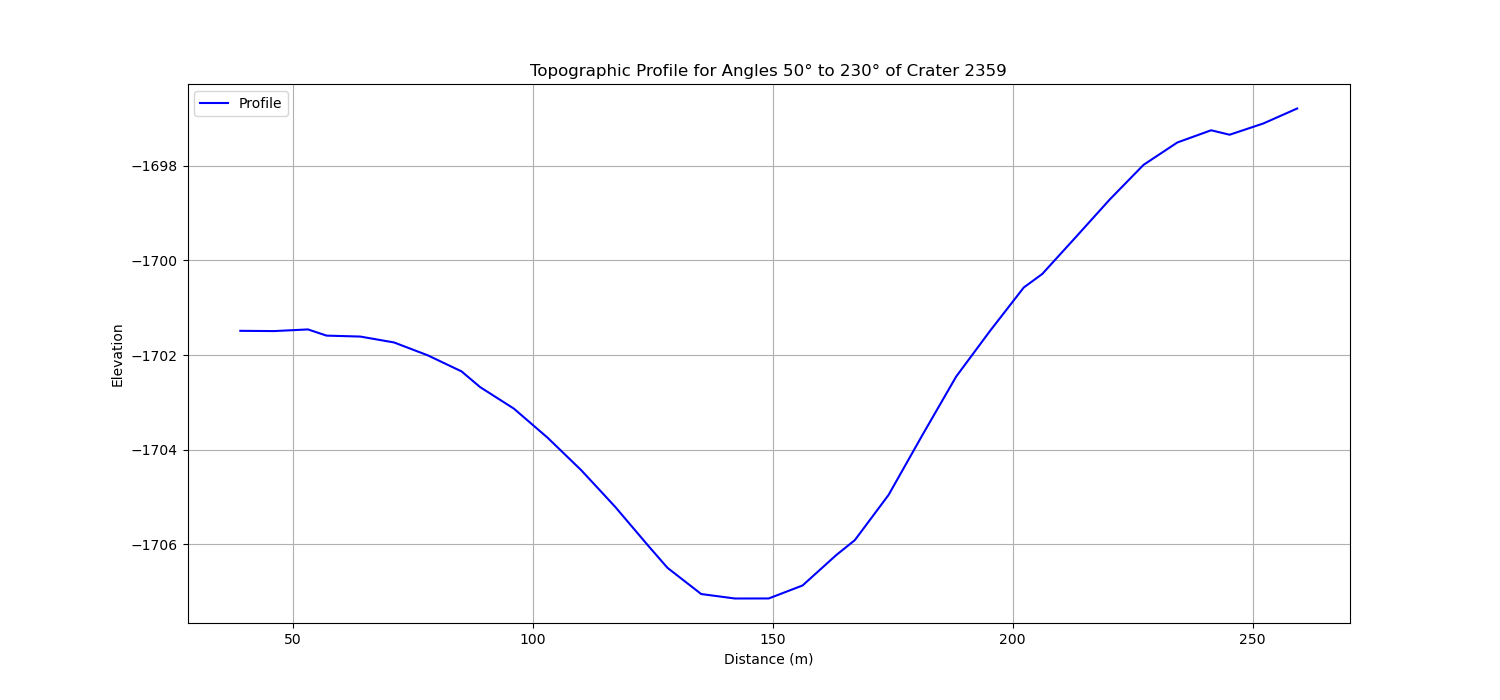 Topographic Profile for Angles 50° to 230° of Crater 2359
Profile
−1698
−1700
−1702
−1704
−1706
Elevation
50
100
150
200
250
Distance (m)